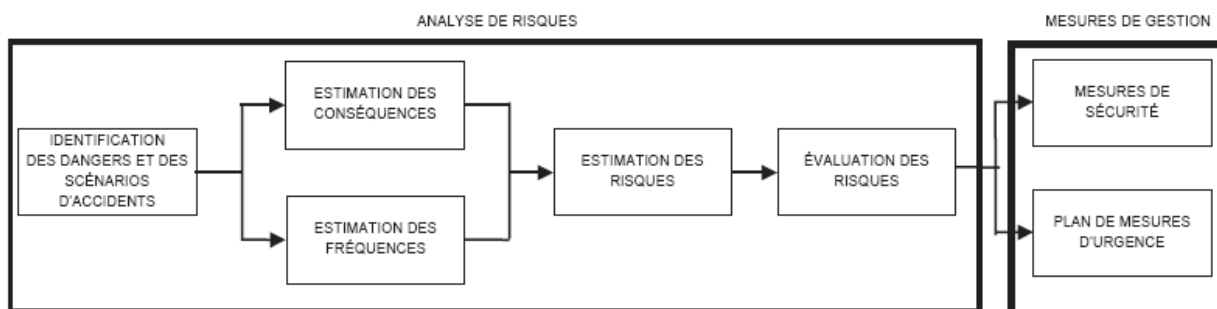 ANALYSE DE RISQUES
MESURES DE GESTION
IDENTIFICATION
DES DANGERS ET DES
SCÉNARIOS
D'ACCIDENTS
ESTIMATION DES
CONSÉQUENCES
ESTIMATION DES
FRÉQUENCES
ESTIMATION DES
RISQUES
ÉVALUATION DES
RISQUES
MESURES DE
SÉCURITÉ
PLAN DE MESURES
D'URGENCE